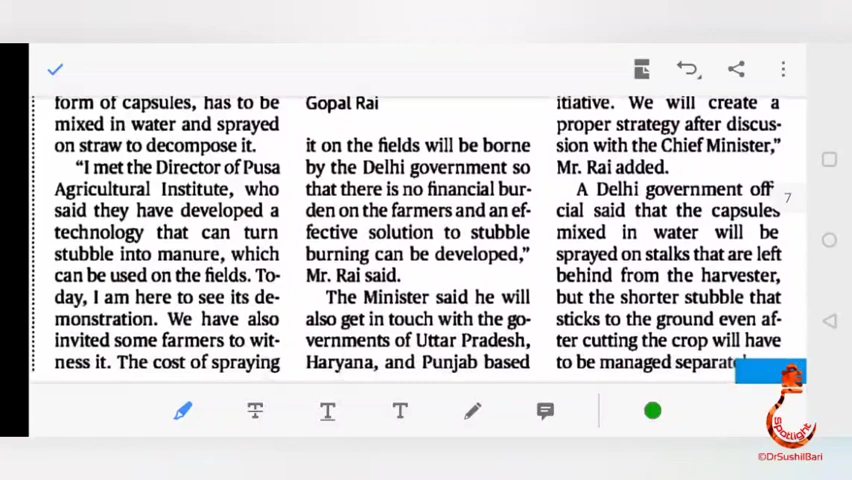 form of capsules, has to be
mixed in water and sprayed
on straw to decompose it.
"I met the Director of Pusa
Agricultural Institute, who
said they have developed a
technology that can turn
stubble into manure, which
can be used on the fields. To-
day, I am here to see its de-
monstration. We have also
invited some farmers to wit-
ness it. The cost of spraying
Gopal Rai
it on the fields will be borne
by the Delhi government so
that there is no financial bur-
den on the farmers and an ef-
fective solution to stubble
burning can be developed,"
Mr. Rai said.
The Minister said he will
also get in touch with the go-
vernments of Uttar Pradesh,
Haryana, and Punjab based
itiative. We will create a
proper strategy after discus-
sion with the Chief Minister,"
Mr. Rai added.
A Delhi government off
cial said that the capsules
mixed in water will be
sprayed on stalks that are left
behind from the harvester,
but the shorter stubble that
sticks to the ground even af-
ter cutting the crop will have
to be managed
7
T
T
T
Spotlight
©DrSushilBari